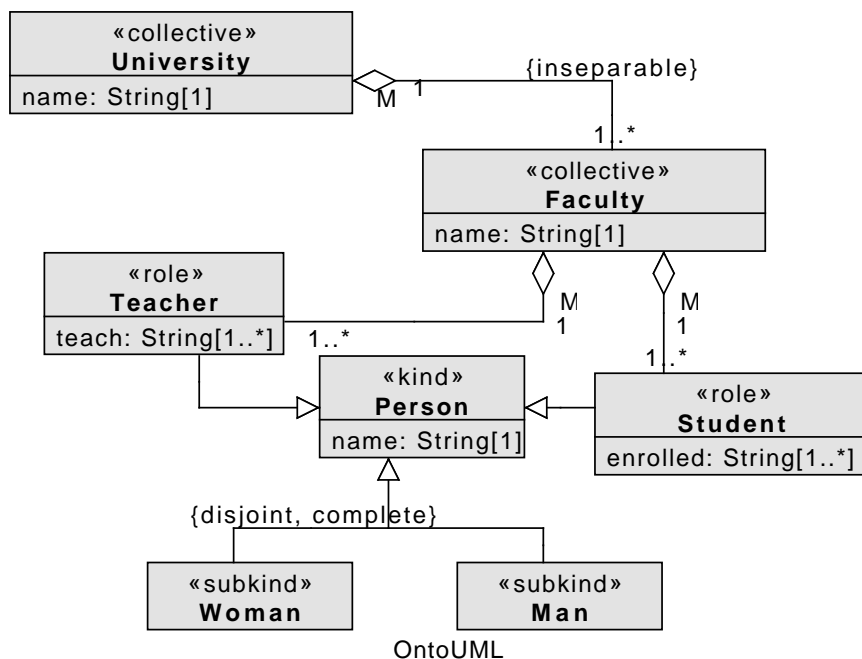 «collective»
University
name: String[1]
M 1
{inseparable}
1..*
«collective»
Faculty
name: String[1]
«role»
Teacher
teach: String[1..*]
M
1
1..*
M
1
1..*
«kind»
Person
name: String[1]
«role»
Student
enrolled: String[1..*]
{disjoint, complete}
«subkind»
Woman
«subkind»
Man
OntoUML